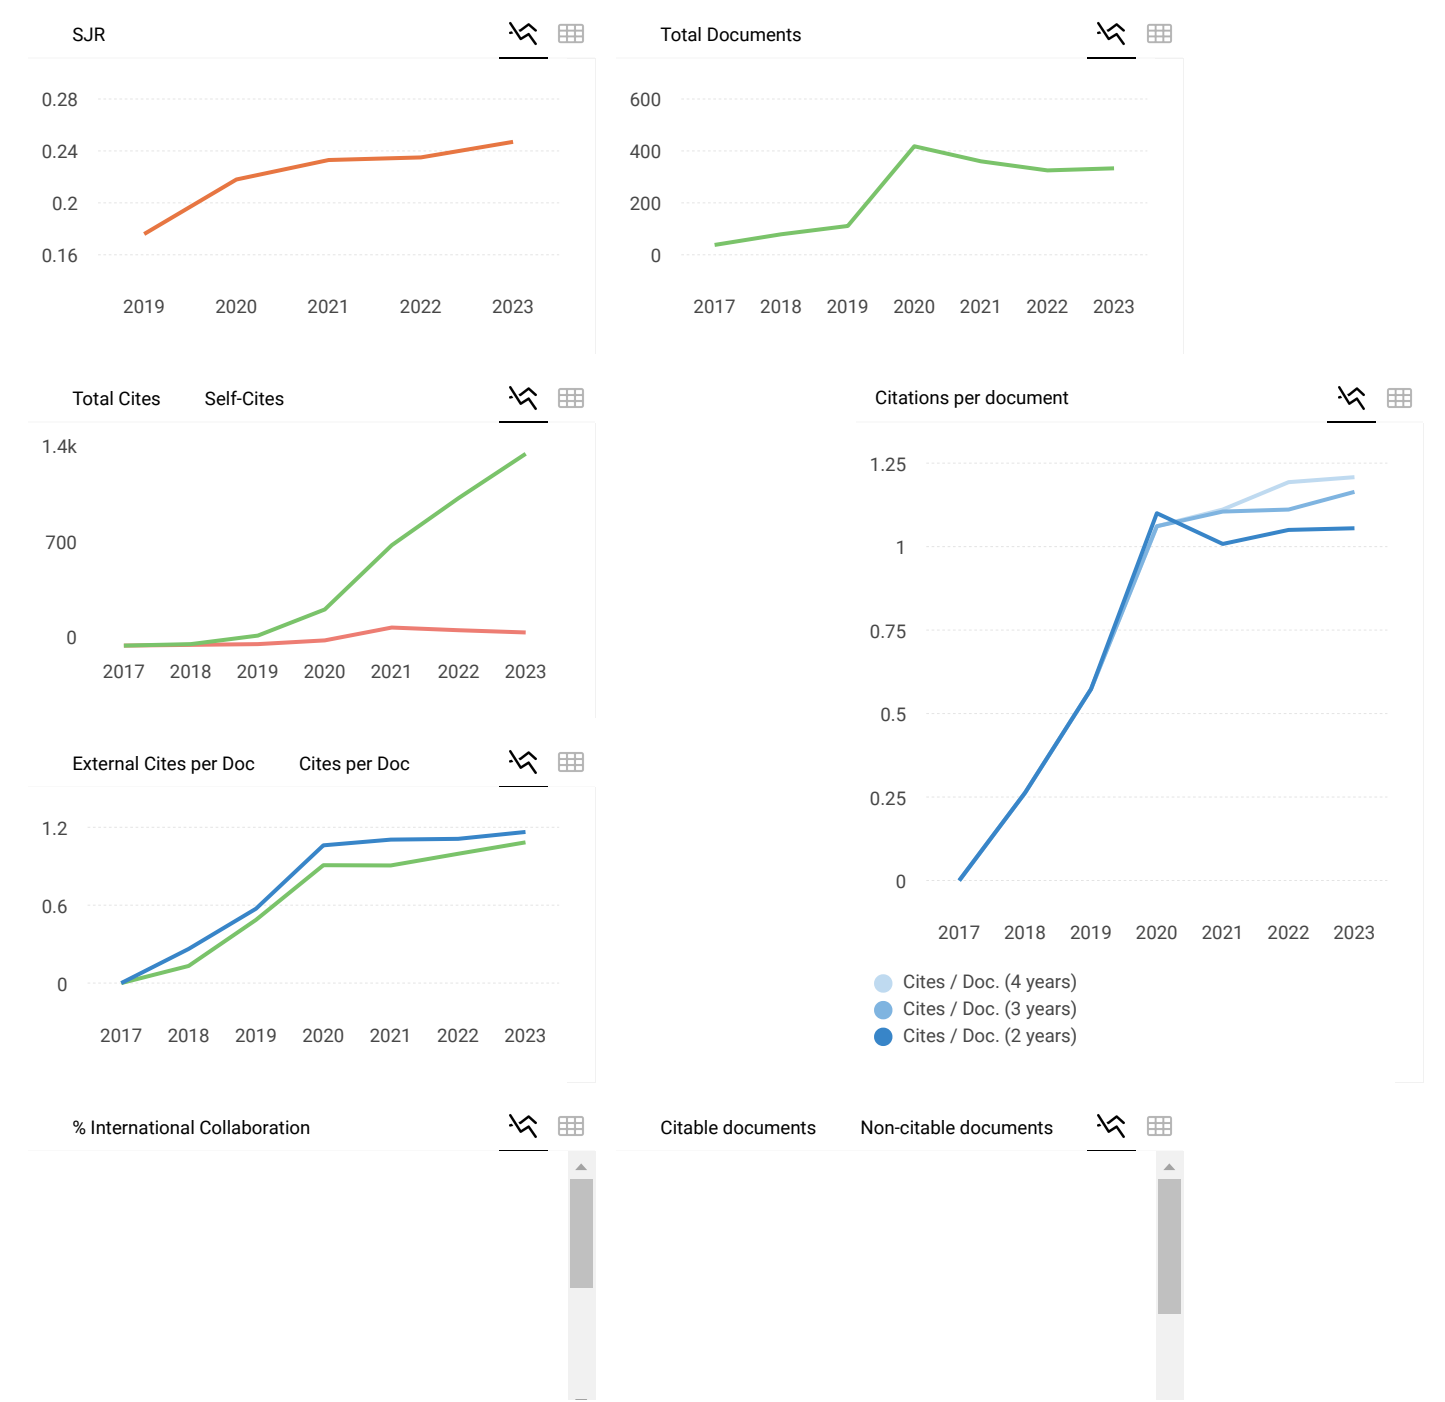 SJR
0.28
0.24
0.2
0.16
2019 2020 2021 2022 2023
Total Documents
600
400
200
0
2017 2018 2019 2020 2021 2022 2023
Total Cites Self-Cites
1.4k
700
0
2017 2018 2019 2020 2021 2022 2023
Citations per document
1.25
1
0.75
0.5
0.25
0
2017 2018 2019 2020 2021 2022 2023
Cites / Doc. (4 years)
Cites / Doc. (3 years)
Cites / Doc. (2 years)
External Cites per Doc Cites per Doc
1.2
0.6
0
2017 2018 2019 2020 2021 2022 2023
% International Collaboration
Citable documents Non-citable documents